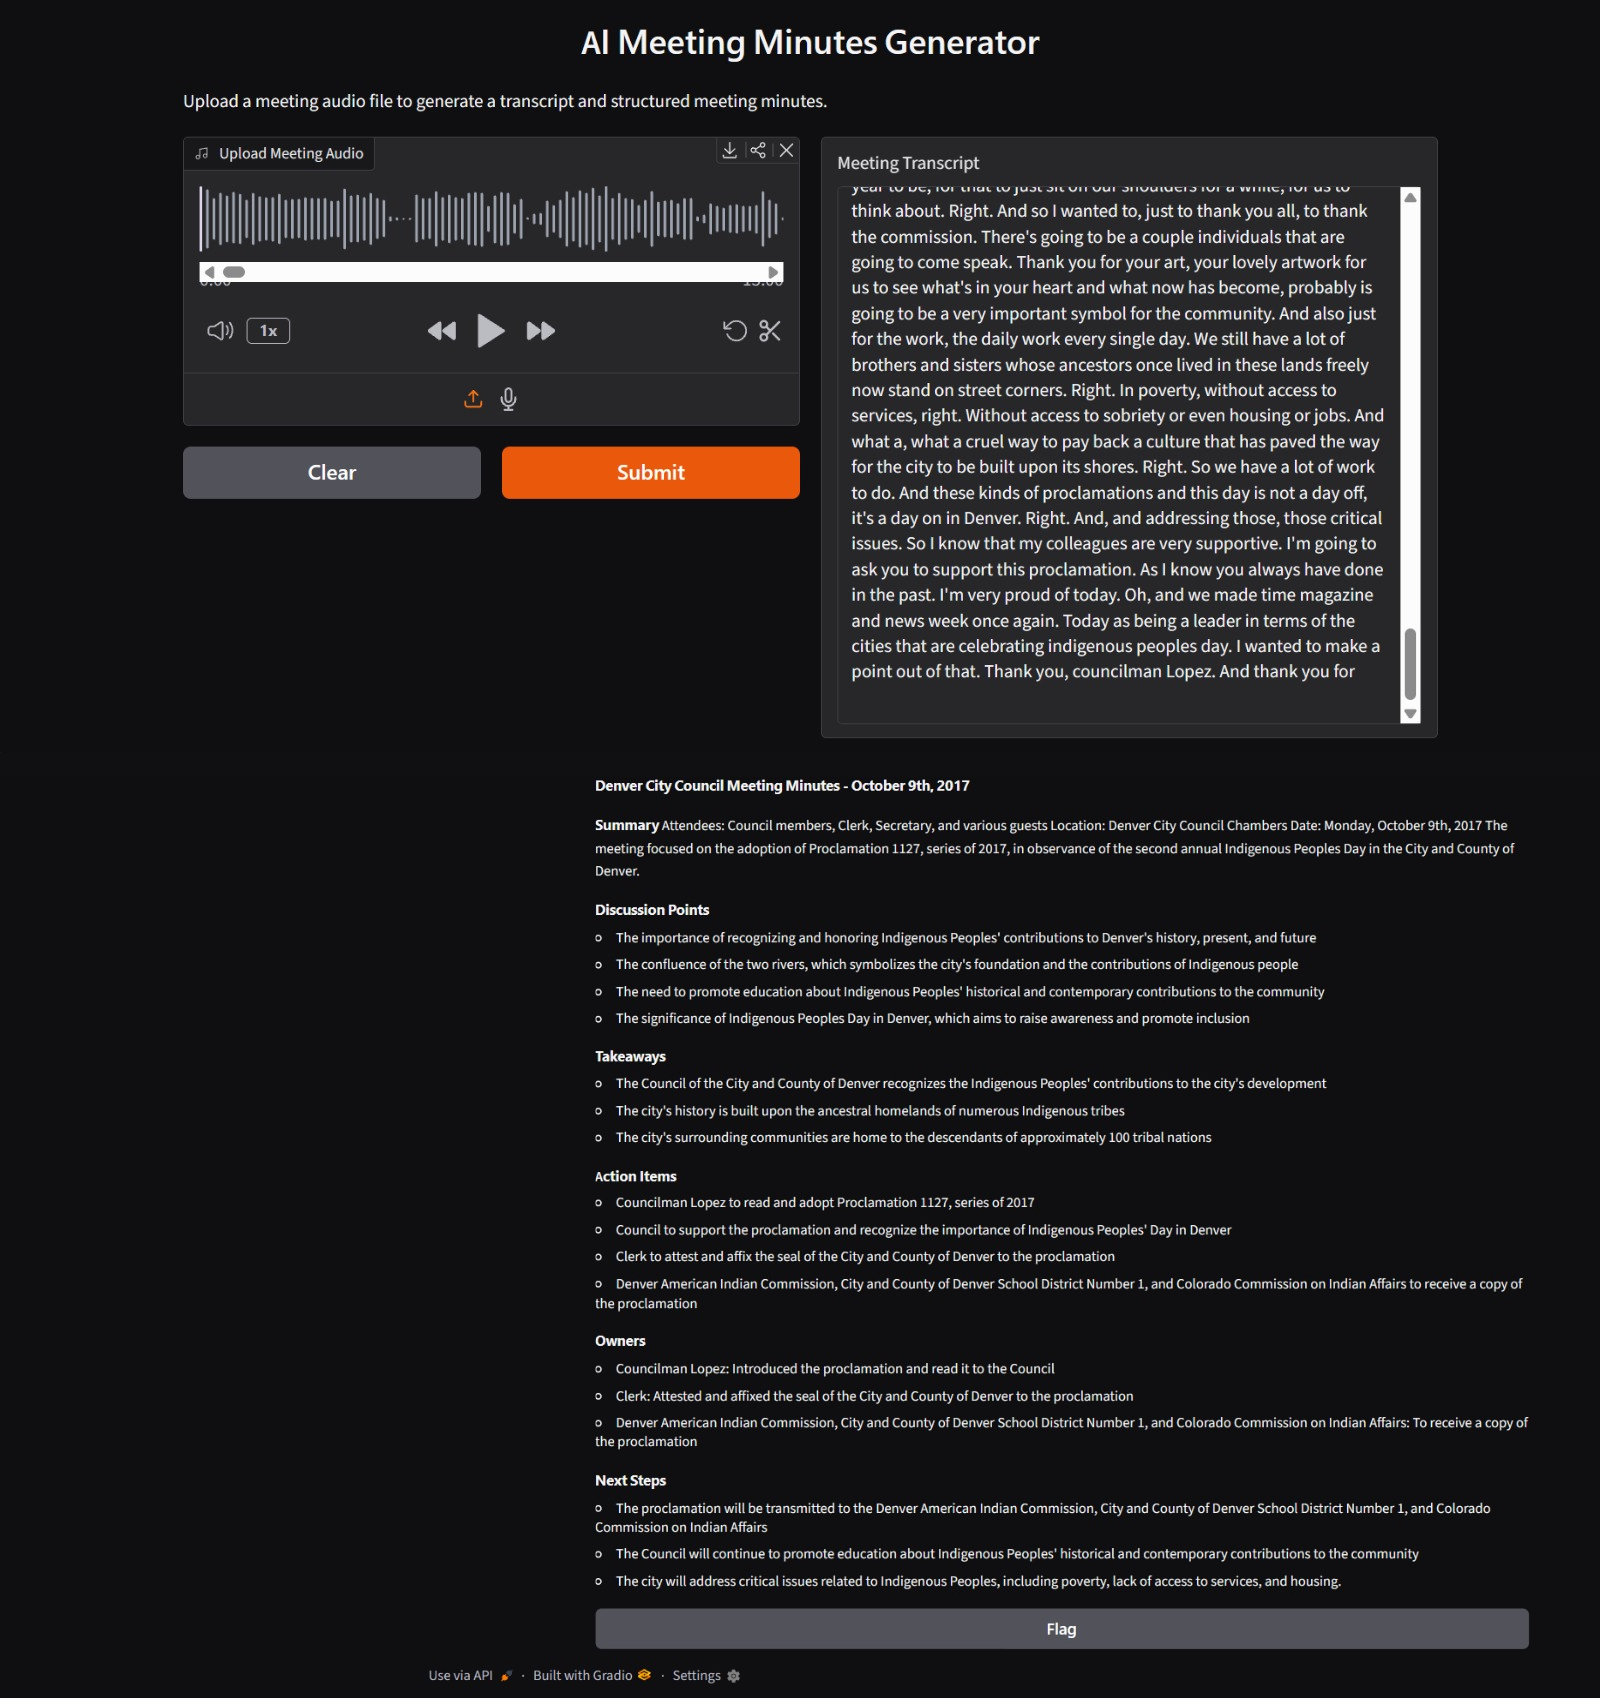 AI Meeting Minutes Generator
Upload a meeting audio file to generate a transcript and structured meeting minutes.
Upload Meeting Audio
1x
Clear
Submit
Meeting Transcript
year to be, for that to just sit on our shoulders for a while, for us to
think about. Right. And so I wanted to, just to thank you all, to thank
the commission. There's going to be a couple individuals that are
going to come speak. Thank you for your art, your lovely artwork for
us to see what's in your heart and what now has become, probably is
going to be a very important symbol for the community. And also just
for the work, the daily work every single day. We still have a lot of
brothers and sisters whose ancestors once lived in these lands freely
now stand on street corners. Right. In poverty, without access to
services, right. Without access to sobriety or even housing or jobs. And
what a, what a cruel way to pay back a culture that has paved the way
for the city to be built upon its shores. Right. So we have a lot of work
to do. And these kinds of proclamations and this day is not a day off,
it's a day on in Denver. Right. And, and addressing those, those critical
issues. So I know that my colleagues are very supportive. I'm going to
ask you to support this proclamation. As I know you always have done
in the past. I'm very proud of today. Oh, and we made time magazine
and news week once again. Today as being a leader in terms of the
cities that are celebrating indigenous peoples day. I wanted to make a
point out of that. Thank you, councilman Lopez. And thank you for
Denver City Council Meeting Minutes - October 9th, 2017
Summary Attendees: Council members, Clerk, Secretary, and various guests Location: Denver City Council Chambers Date: Monday, October 9th, 2017 The
meeting focused on the adoption of Proclamation 1127, series of 2017, in observance of the second annual Indigenous Peoples Day in the City and County of
Denver.
Discussion Points
The importance of recognizing and honoring Indigenous Peoples' contributions to Denver's history, present, and future
The confluence of the two rivers, which symbolizes the city's foundation and the contributions of Indigenous people
The need to promote education about Indigenous Peoples' historical and contemporary contributions to the community
The significance of Indigenous Peoples Day in Denver, which aims to raise awareness and promote inclusion
Takeaways
The Council of the City and County of Denver recognizes the Indigenous Peoples' contributions to the city's development
The city's history is built upon the ancestral homelands of numerous Indigenous tribes
The city's surrounding communities are home to the descendants of approximately 100 tribal nations
Action Items
Councilman Lopez to read and adopt Proclamation 1127, series of 2017
Council to support the proclamation and recognize the importance of Indigenous Peoples' Day in Denver
Clerk to attest and affix the seal of the City and County of Denver to the proclamation
Denver American Indian Commission, City and County of Denver School District Number 1, and Colorado Commission on Indian Affairs to receive a copy of
the proclamation
Owners
Councilman Lopez: Introduced the proclamation and read it to the Council
Clerk: Attested and affixed the seal of the City and County of Denver to the proclamation
Denver American Indian Commission, City and County of Denver School District Number 1, and Colorado Commission on Indian Affairs: To receive a copy of
the proclamation
Next Steps
The proclamation will be transmitted to the Denver American Indian Commission, City and County of Denver School District Number 1, and Colorado
Commission on Indian Affairs
The Council will continue to promote education about Indigenous Peoples' historical and contemporary contributions to the community
The city will address critical issues related to Indigenous Peoples, including poverty, lack of access to services, and housing.
Flag
Use via API · Built with Gradio · Settings